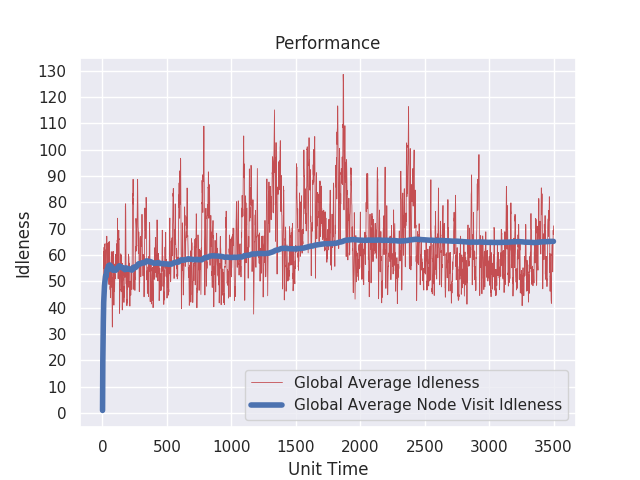 Performance
130
120
110
100
90
80
70
60
50
40
30
20
10
0
Idleness
Global Average Idleness
Global Average Node Visit Idleness
0 500 1000 1500 2000 2500 3000 3500
Unit Time